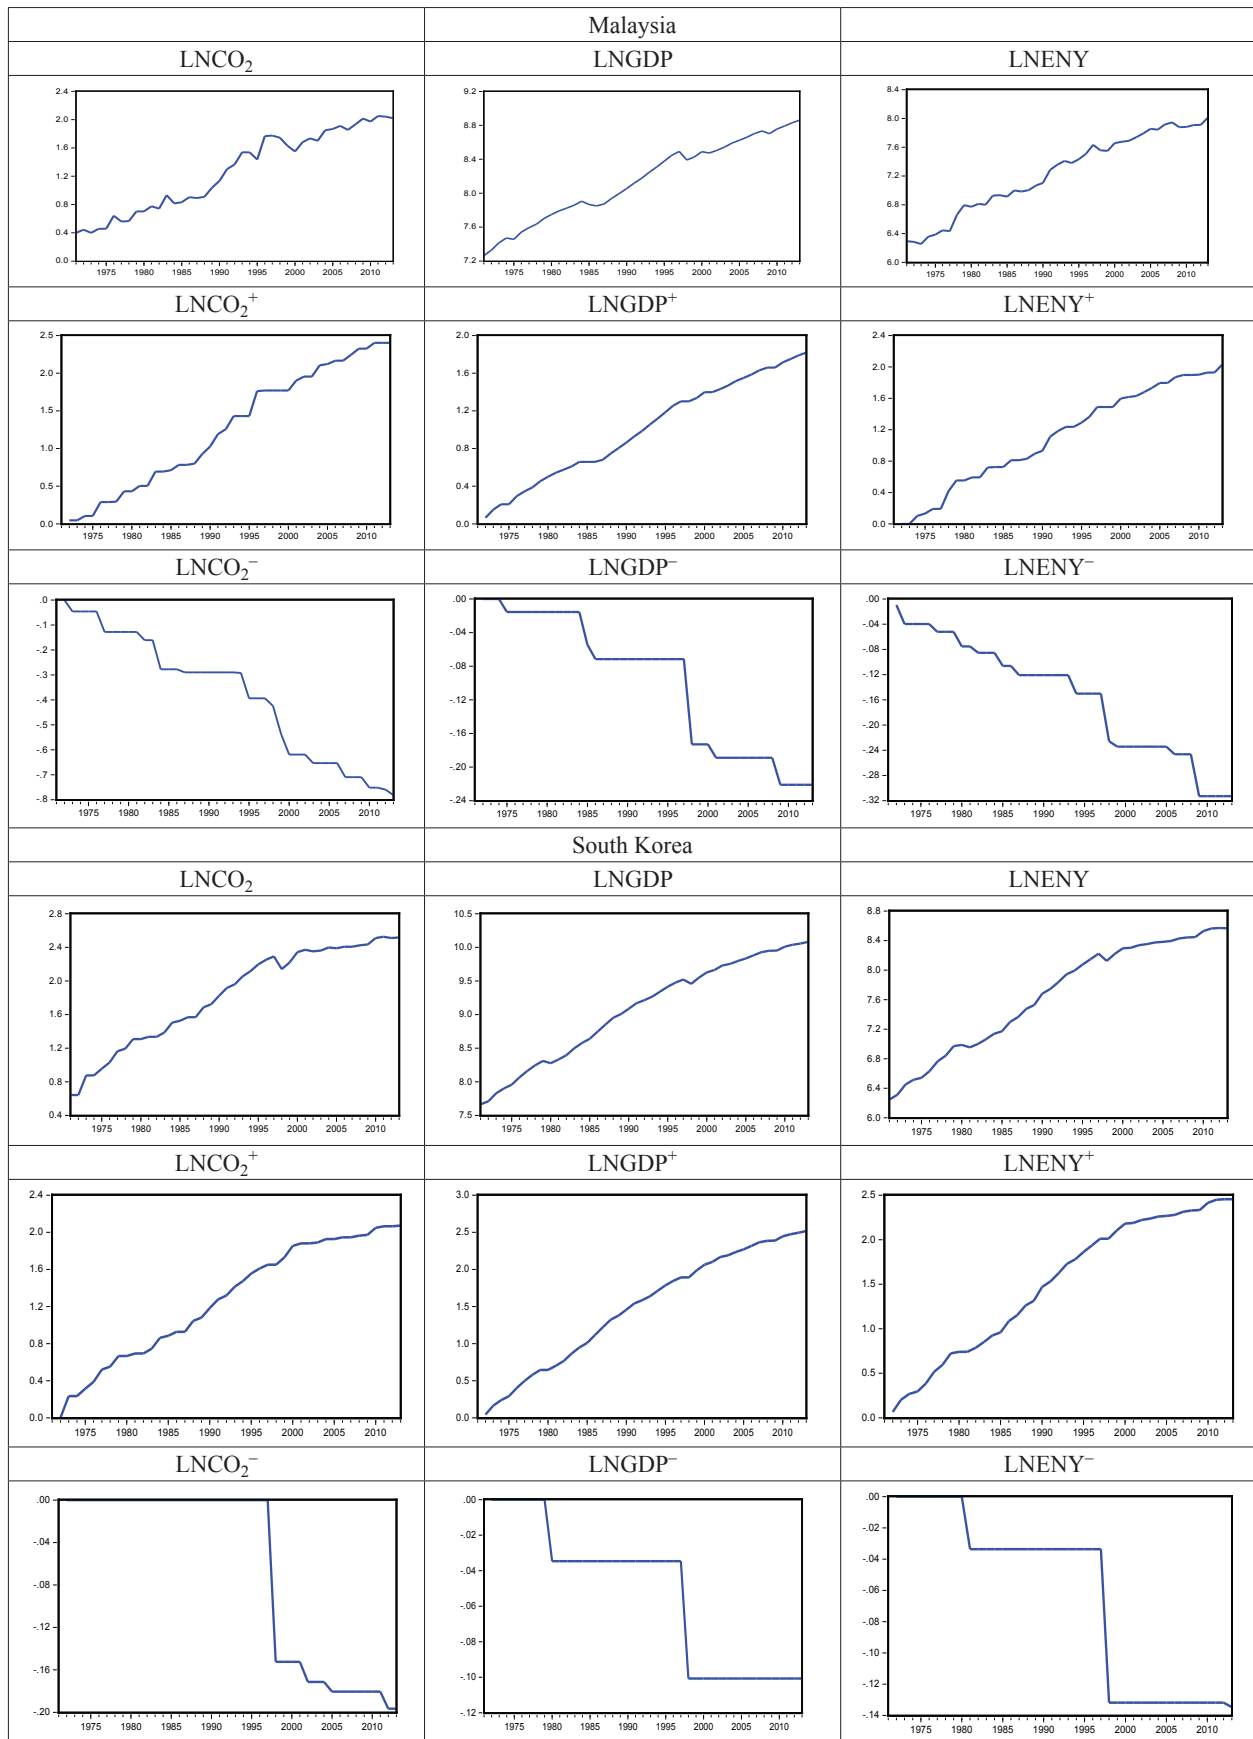 Malaysia
LNCO₂ LNGDP LNENY
2.4 2.0 1.6 1.2 0.8 0.4 0.0
1975 1980 1985 1990 1995 2000 2005 2010
9.2 8.8 8.4 8.0 7.6 7.2
1975 1980 1985 1990 1995 2000 2005 2010
8.4 8.0 7.6 7.2 6.8 6.4 6.0
1975 1980 1985 1990 1995 2000 2005 2010
LNCO₂⁺ LNGDP⁺ LNENY⁺
2.5 2.0 1.5 1.0 0.5 0.0
1975 1980 1985 1990 1995 2000 2005 2010
2.0 1.6 1.2 0.8 0.4 0.0
1975 1980 1985 1990 1995 2000 2005 2010
2.4 2.0 1.6 1.2 0.8 0.4 0.0
1975 1980 1985 1990 1995 2000 2005 2010
LNCO₂⁻ LNGDP⁻ LNENY⁻
.0 -.1 -.2 -.3 -.4 -.5 -.6 -.7 -.8
1975 1980 1985 1990 1995 2000 2005 2010
.00 -.04 -.08 -.12 -.16 -.20 -.24
1975 1980 1985 1990 1995 2000 2005 2010
.00 -.04 -.08 -.12 -.16 -.20 -.24 -.28 -.32
1975 1980 1985 1990 1995 2000 2005 2010
South Korea
LNCO₂ LNGDP LNENY
2.8 2.4 2.0 1.6 1.2 0.8 0.4
1975 1980 1985 1990 1995 2000 2005 2010
10.5 10.0 9.5 9.0 8.5 8.0 7.5
1975 1980 1985 1990 1995 2000 2005 2010
8.8 8.4 8.0 7.6 7.2 6.8 6.4 6.0
1975 1980 1985 1990 1995 2000 2005 2010
LNCO₂⁺ LNGDP⁺ LNENY⁺
2.4 2.0 1.6 1.2 0.8 0.4 0.0
1975 1980 1985 1990 1995 2000 2005 2010
3.0 2.5 2.0 1.5 1.0 0.5 0.0
1975 1980 1985 1990 1995 2000 2005 2010
2.5 2.0 1.5 1.0 0.5 0.0
1975 1980 1985 1990 1995 2000 2005 2010
LNCO₂⁻ LNGDP⁻ LNENY⁻
.00 -.04 -.08 -.12 -.16 -.20
1975 1980 1985 1990 1995 2000 2005 2010
.00 -.02 -.04 -.06 -.08 -.10 -.12
1975 1980 1985 1990 1995 2000 2005 2010
.00 -.02 -.04 -.06 -.08 -.10 -.12 -.14
1975 1980 1985 1990 1995 2000 2005 2010